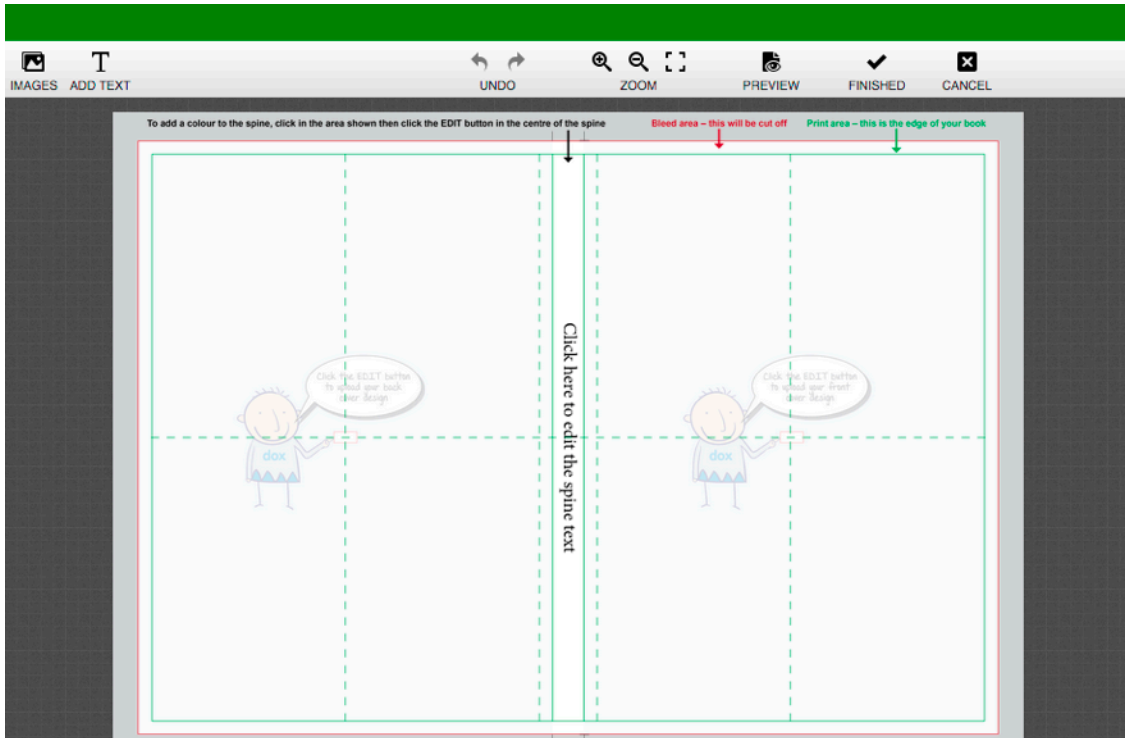 IMAGES ADD TEXT UNDO ZOOM PREVIEW FINISHED CANCEL
To add a colour to the spine, click in the area shown then click the EDIT button in the centre of the spine
Bleed area – this will be cut off
Print area – this is the edge of your book
Click the EDIT button
to upload your back
cover design
dox
Click here to edit the spine text
Click the EDIT button
to upload your front
cover design
dox